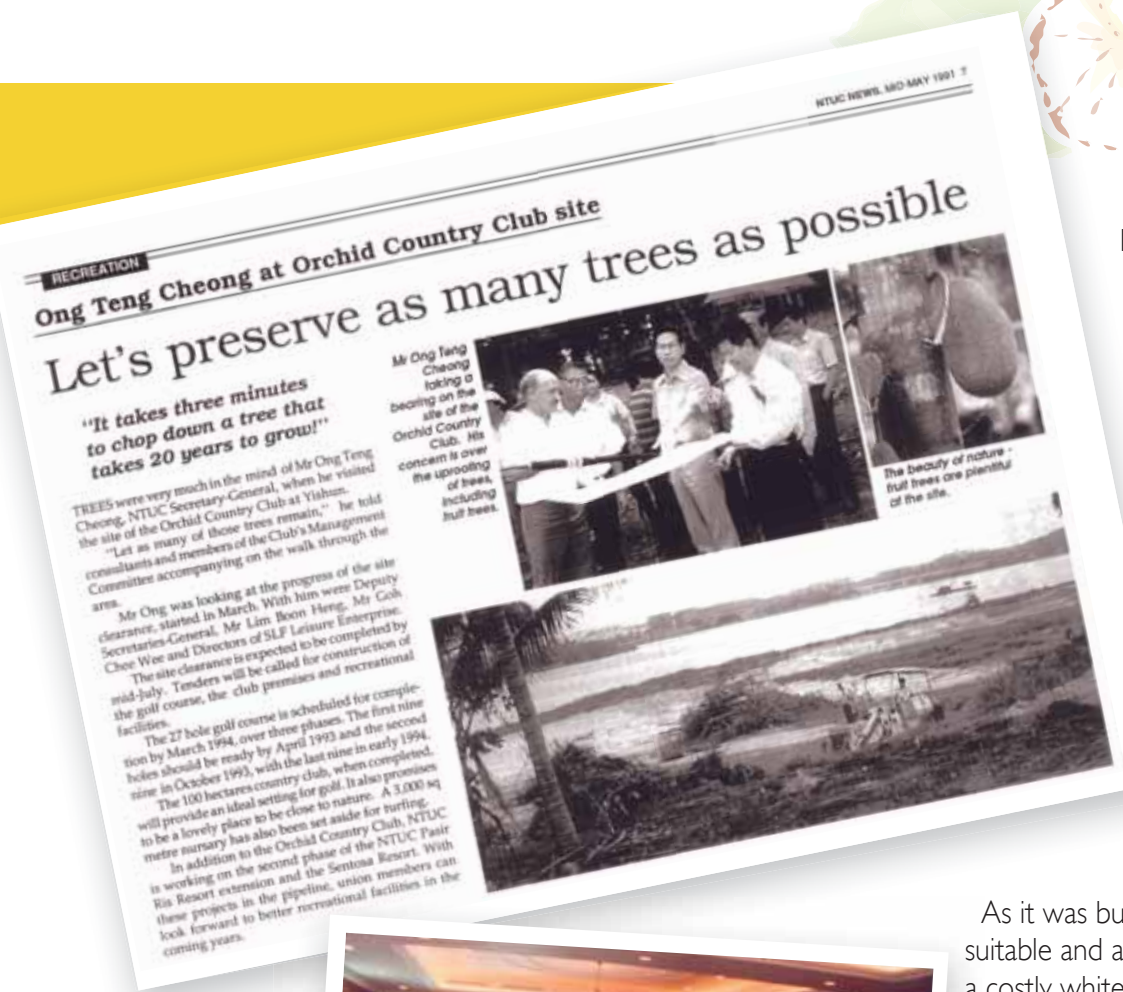 NTUC NEWS, MID-MAY 1991 7
RECREATION
Ong Teng Cheong at Orchid Country Club site
Let's preserve as many trees as possible
"It takes three minutes
to chop down a tree that
takes 20 years to grow!"
TREES were very much in the mind of Mr Ong Teng
Cheong, NTUC Secretary-General, when he visited
the site of the Orchid Country Club at Yishun.
"Let as many of those trees remain," he told
consultants and members of the Club's Management
Committee accompanying on the walk through the
area.
Mr Ong was looking at the progress of the site
clearance, started in March. With him were Deputy
Secretaries-General, Mr Lim Boon Heng, Mr Goh
Chee Wee and Directors of SLF Leisure Enterprise.
The site clearance is expected to be completed by
mid-July. Tenders will be called for construction of
the golf course, the club premises and recreational
facilities.
The 27 hole gulf course is scheduled for comple-
tion by March 1994, over three phases. The first nine
holes should be ready by April 1993 and the second
nine in October 1993, with the last nine in early 1994.
The 100 hectares country club, when completed,
will provide an ideal setting for golf. It also promises
to be a lovely place to be close to nature. A 3,000 sq
metre nursary has also been set aside for turfing.
In addition to the Orchid Country Club, NTUC
is working on the second phase of the NTUC Pasir
Ris Resort extension and the Sentosa Resort. With
these projects in the pipeline, union members can
look forward to better recreational facilities in the
coming years.
Mr Ong Teng
Cheong
taking a
bearing on the
site of the
Orchid Country
Club. His
concern is over
the uprooting
of trees,
including
fruit trees.
The beauty of nature -
fruit trees are plentiful
at the site.
As it was bu
suitable and a
a costly white